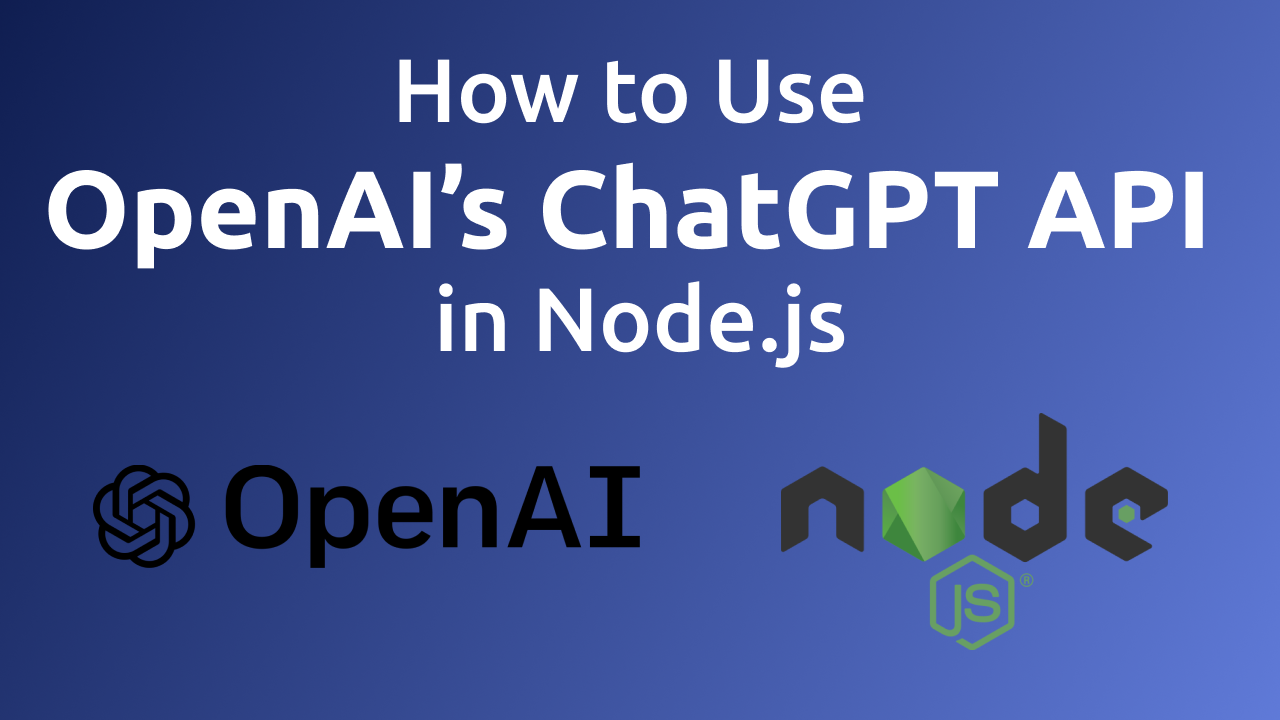 How to Use
OpenAI’s ChatGPT API
in Node.js
OpenAI
node
JS ®